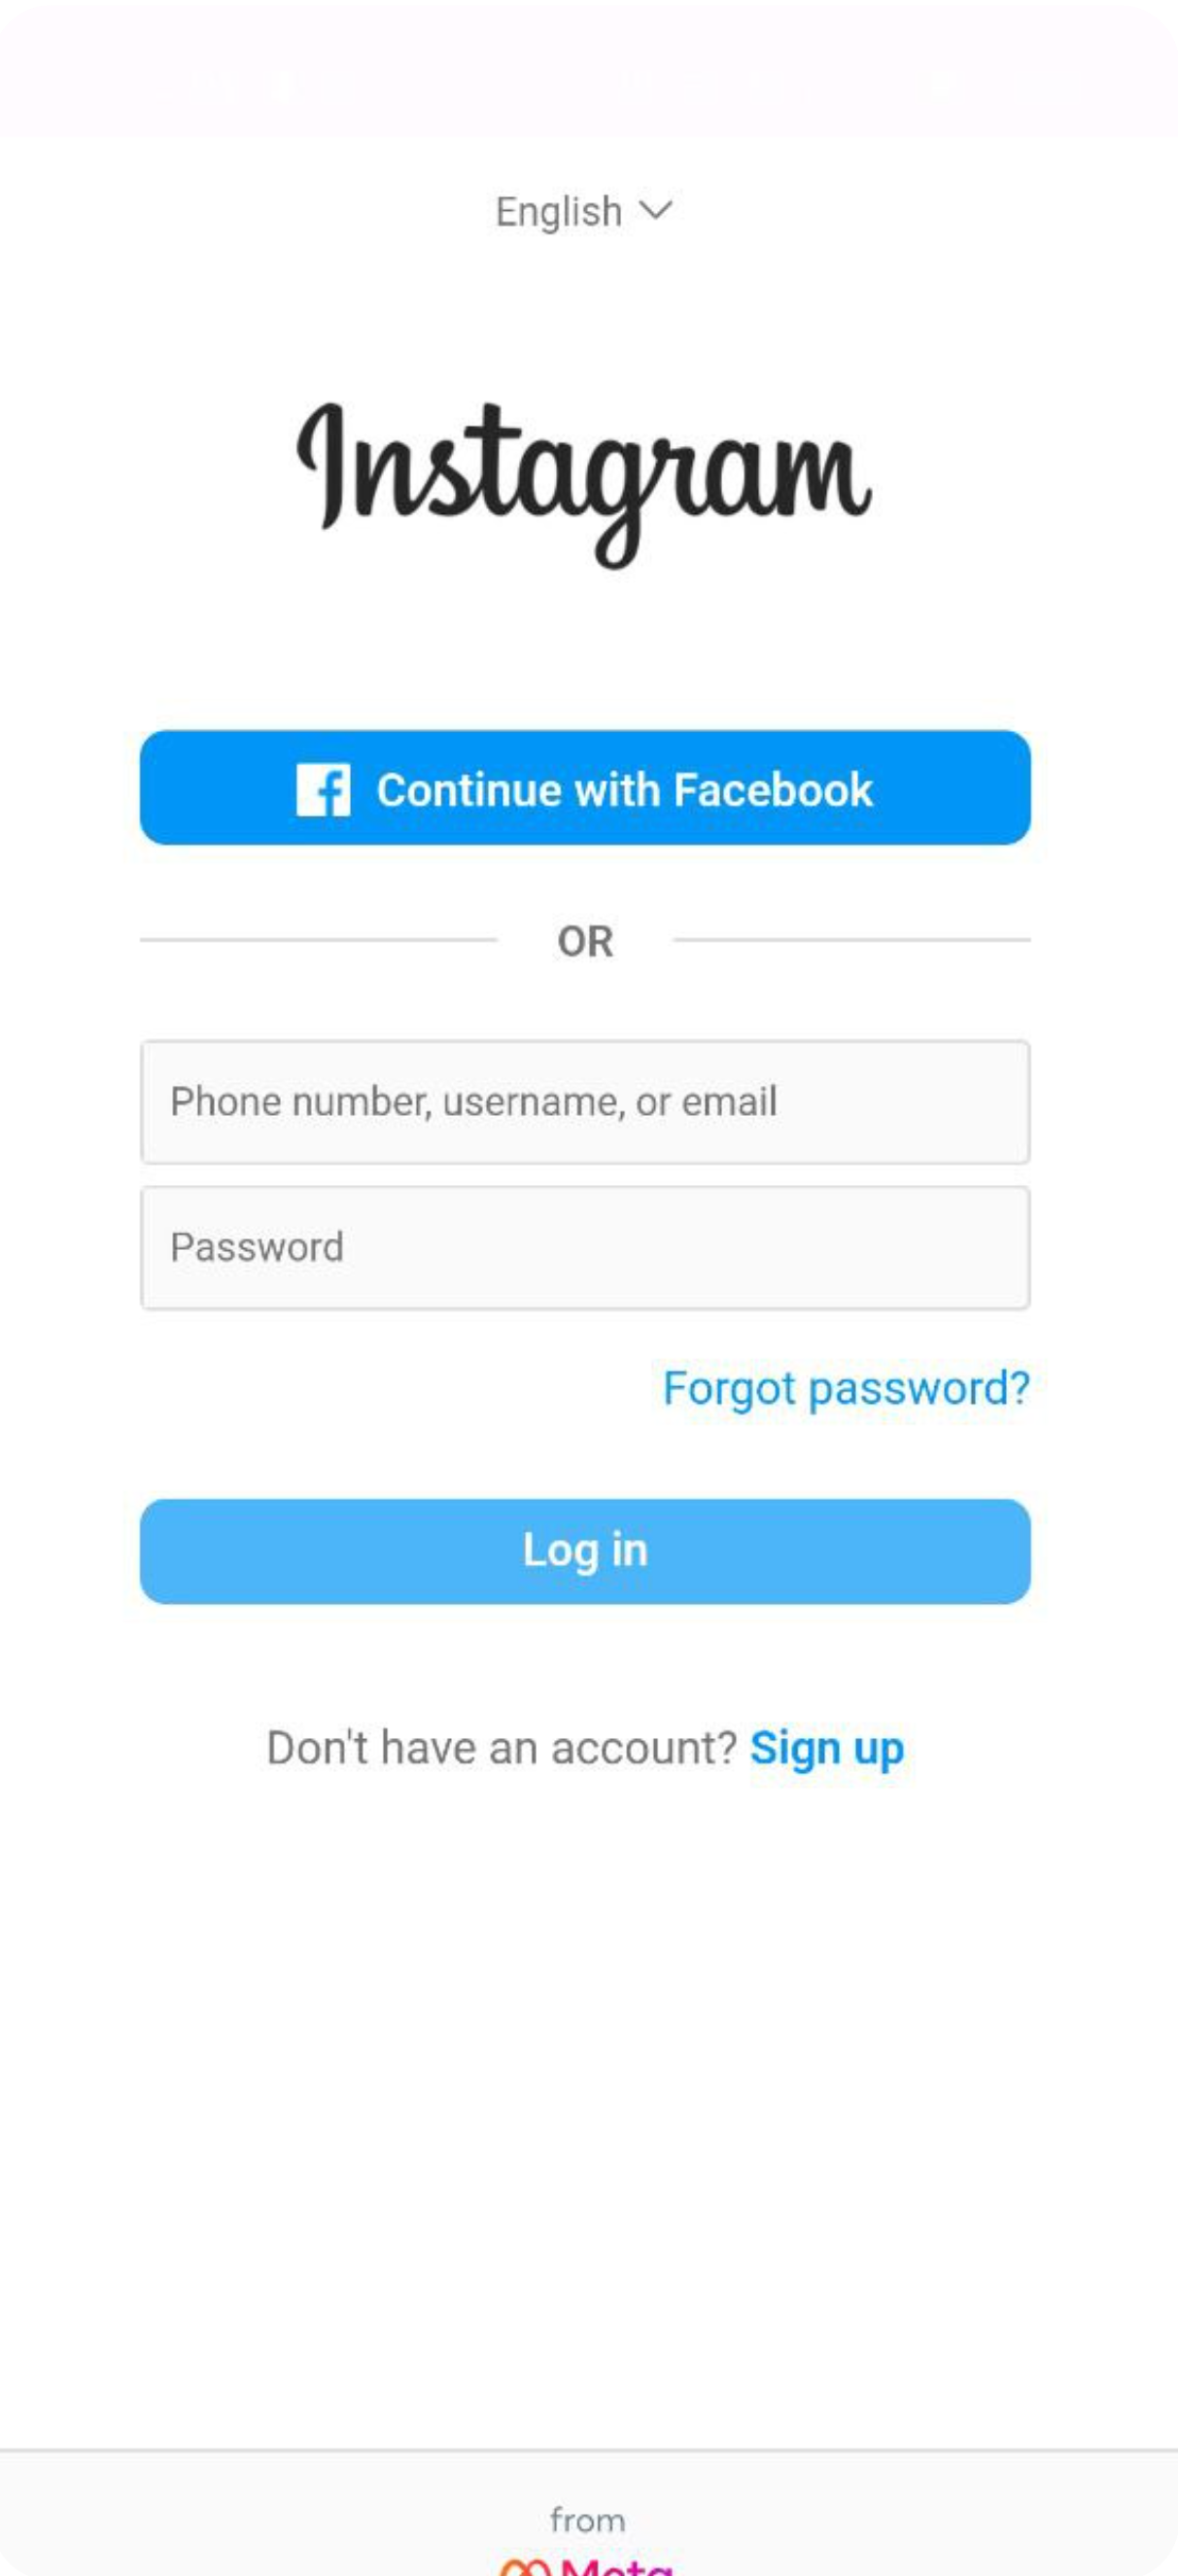 English
Instagram
Continue with Facebook
OR
Phone number, username, or email
Password
Forgot password?
Log in
Don't have an account? Sign up
from
Meta